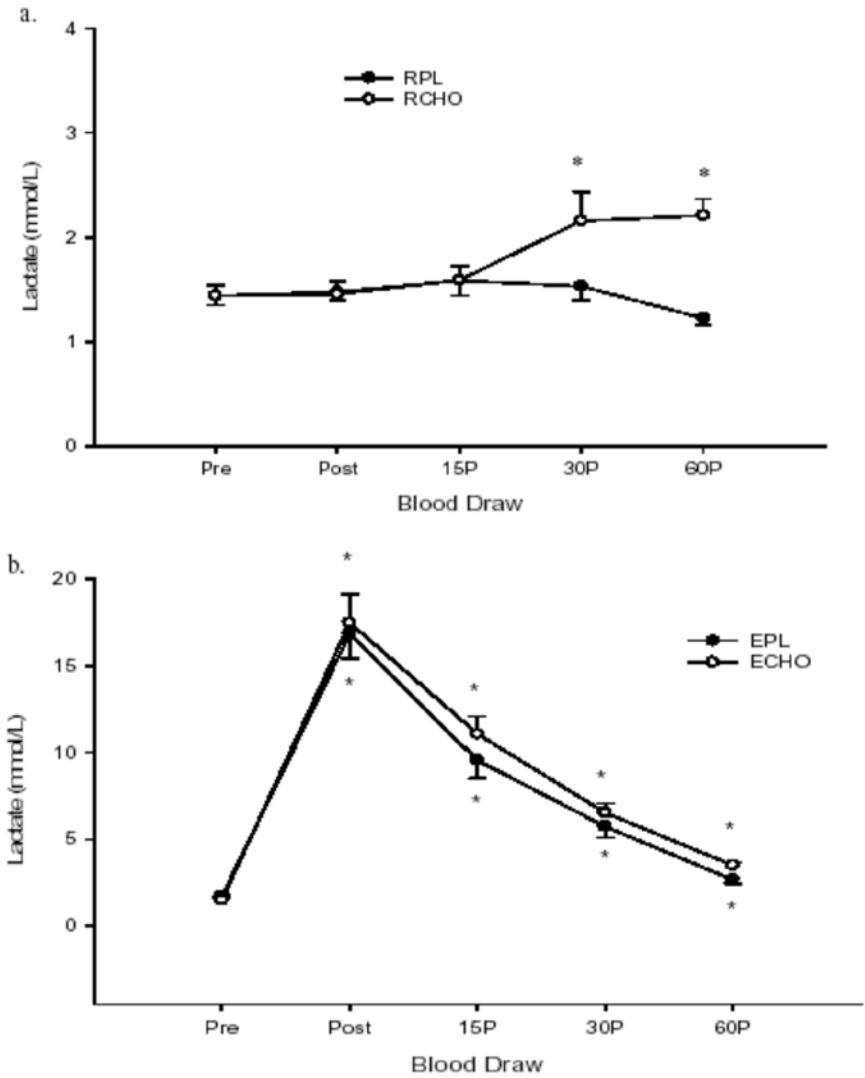 a.
4
RPL
RCHO
3
*
*
2
1
0
Lactate (mmol/L)
Pre Post 15P 30P 60P
Blood Draw
b.
20
*
EPL
ECHO
15
*
*
10
*
*
*
5
*
*
0
Lactate (mmol/L)
Pre Post 15P 30P 60P
Blood Draw